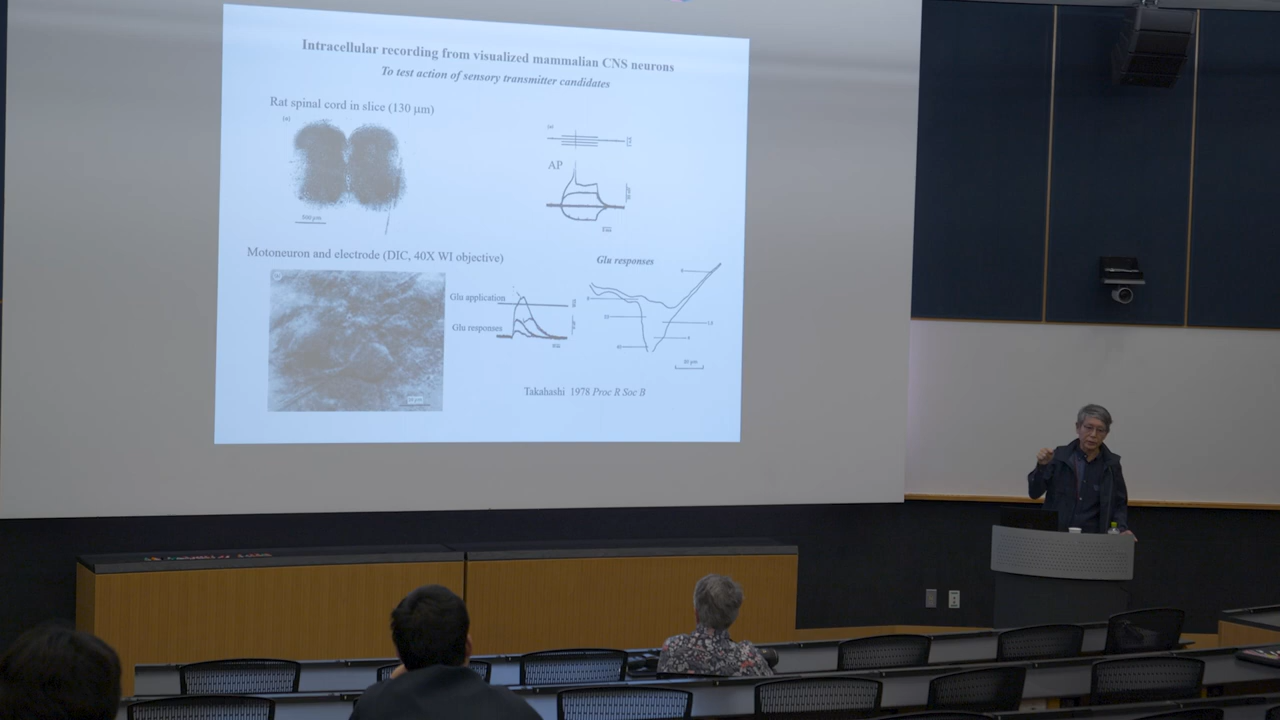 Intracellular recording from visualized mammalian CNS neurons
To test action of sensory transmitter candidates
Rat spinal cord in slice (130 μm)
(a)
AP
500 μm
Motoneuron and electrode (DIC, 40X WI objective)
Glu responses
Glu application
Glu responses
Takahashi 1978 Proc R Soc B